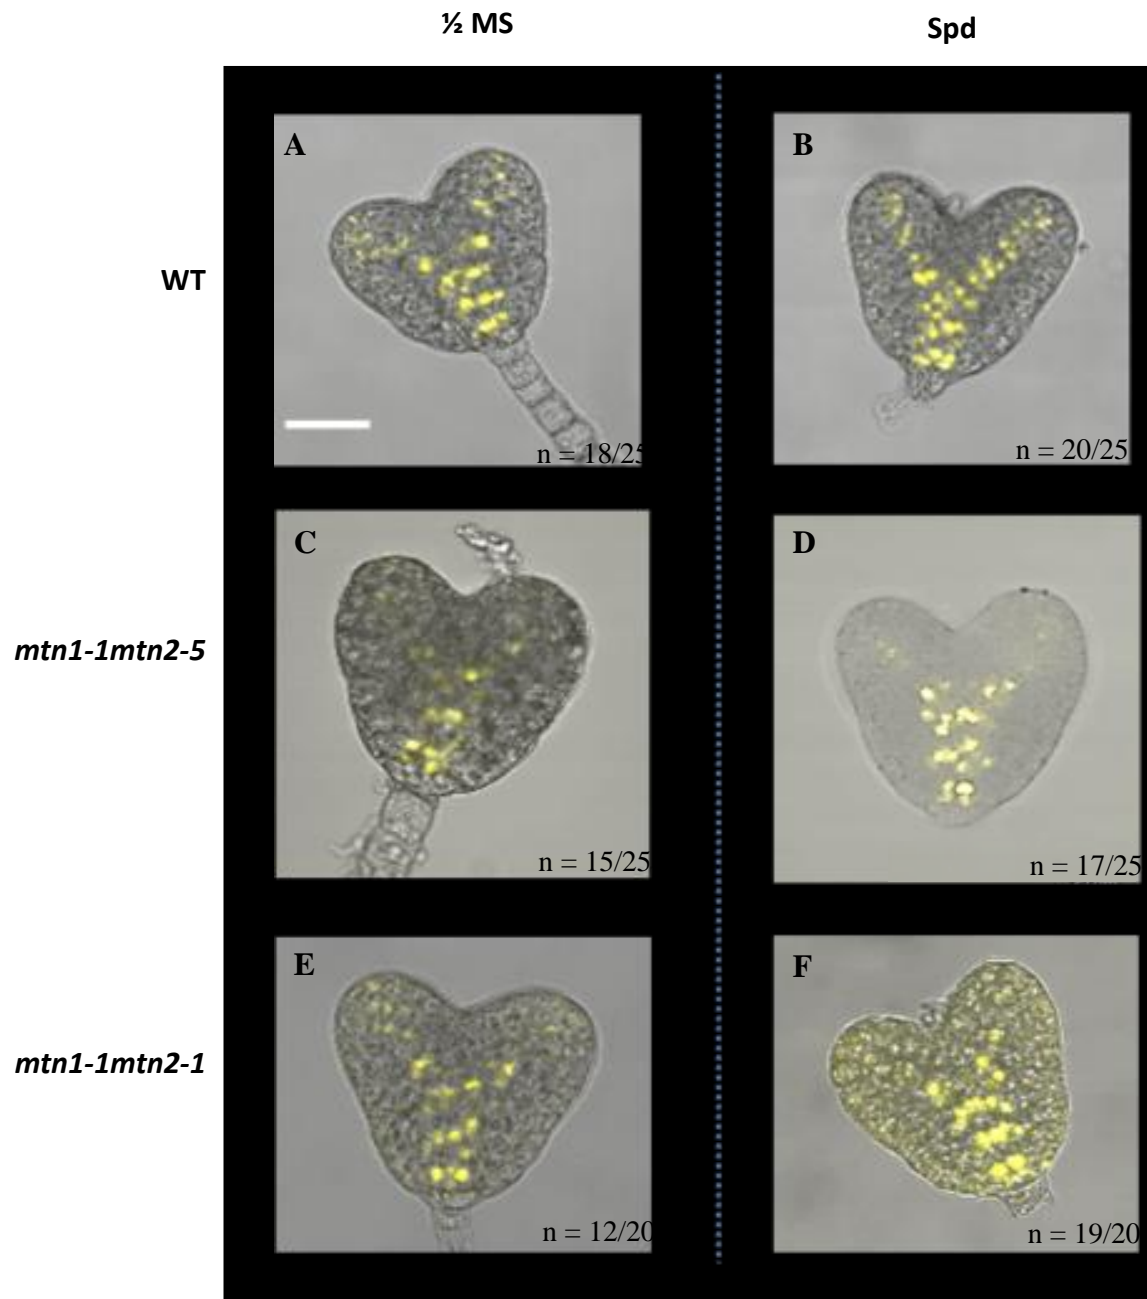 ½ MS
Spd
WT
A
B
n = 18/25
n = 20/25
mtn1-1mtn2-5
C
D
n = 15/25
n = 17/25
mtn1-1mtn2-1
E
F
n = 12/20
n = 19/20